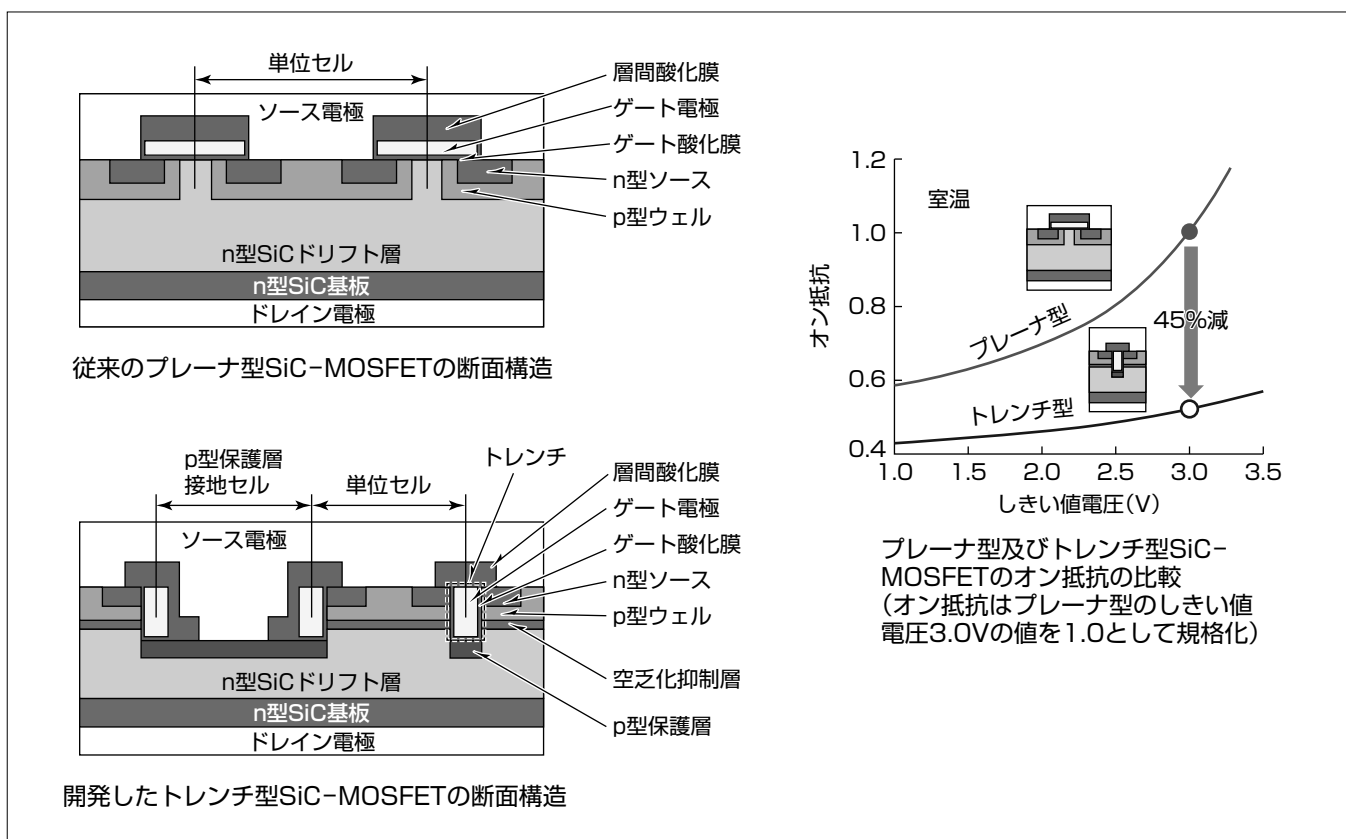 単位セル
ソース電極
層間酸化膜
ゲート電極
ゲート酸化膜
n型ソース
p型ウェル
n型SiCドリフト層
n型SiC基板
ドレイン電極
従来のプレーナ型SiC-MOSFETの断面構造
p型保護層
接地セル
単位セル
トレンチ
ソース電極
層間酸化膜
ゲート電極
ゲート酸化膜
n型ソース
p型ウェル
空乏化抑制層
p型保護層
n型SiCドリフト層
n型SiC基板
ドレイン電極
開発したトレンチ型SiC-MOSFETの断面構造
オン抵抗
1.2
1.0
0.8
0.6
0.4
室温
プレーナ型
45%減
トレンチ型
1.0 1.5 2.0 2.5 3.0 3.5
しきい値電圧(V)
プレーナ型及びトレンチ型SiC-
MOSFETのオン抵抗の比較
(オン抵抗はプレーナ型のしきい値
電圧3.0Vの値を1.0として規格化)